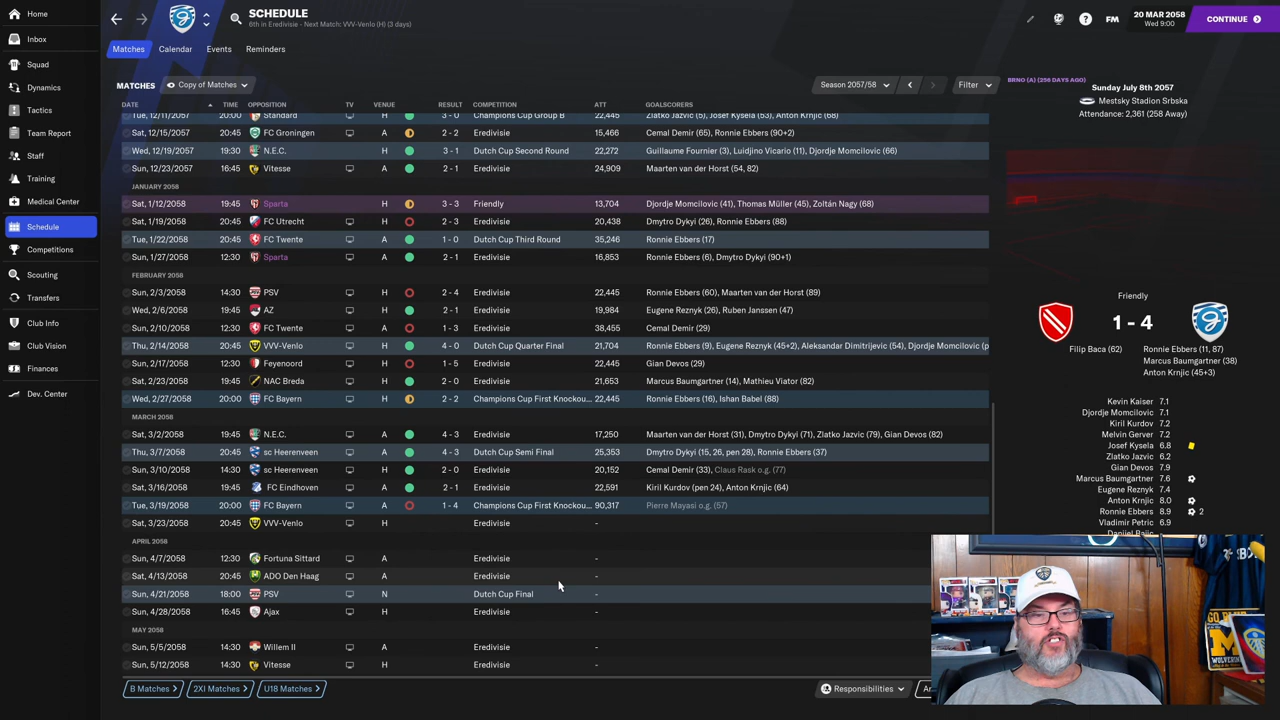 Home
SCHEDULE
6th in Eredivisie - Next Match: VVV-Venlo (H) (3 days)
FM
20 MAR 2058
Wed 9:00
CONTINUE
Inbox
Squad
Dynamics
Tactics
Team Report
Staff
Training
Medical Center
Schedule
Competitions
Scouting
Transfers
Club Info
Club Vision
Finances
Dev. Center
Matches Calendar Events Reminders
MATCHES Copy of Matches Season 2057/58 Filter
DATE TIME OPPOSITION TV VENUE RESULT COMPETITION ATT GOALSCORERS
Tue, 12/11/2057 20:00 Standard H 3 - 0 Champions Cup Group B 22,445 Zlatko Jazvic (5), Josef Kysela (53), Anton Krnjic (68)
Sat, 12/15/2057 20:45 FC Groningen A 2 - 2 Eredivisie 15,466 Cemal Demir (65), Ronnie Ebbers (90+2)
Wed, 12/19/2057 19:30 N.E.C. H 3 - 1 Dutch Cup Second Round 22,272 Guillaume Fournier (3), Luidjino Vicario (11), Djordje Momcilovic (66)
Sun, 12/23/2057 16:45 Vitesse A 2 - 1 Eredivisie 24,909 Maarten van der Horst (54, 82)
JANUARY 2058
Sat, 1/12/2058 19:45 Sparta H 3 - 3 Friendly 13,704 Djordje Momcilovic (41), Thomas Müller (45), Zoltán Nagy (68)
Sat, 1/19/2058 20:45 FC Utrecht H 2 - 3 Eredivisie 20,438 Dmytro Dykyi (26), Ronnie Ebbers (88)
Tue, 1/22/2058 20:45 FC Twente A 1 - 0 Dutch Cup Third Round 35,246 Ronnie Ebbers (17)
Sun, 1/27/2058 12:30 Sparta A 2 - 1 Eredivisie 16,853 Ronnie Ebbers (6), Dmytro Dykyi (90+1)
FEBRUARY 2058
Sun, 2/3/2058 14:30 PSV H 2 - 4 Eredivisie 22,445 Ronnie Ebbers (60), Maarten van der Horst (89)
Wed, 2/6/2058 19:45 AZ H 2 - 1 Eredivisie 19,984 Eugene Reznyk (26), Ruben Janssen (47)
Sun, 2/10/2058 12:30 FC Twente A 1 - 3 Eredivisie 38,455 Cemal Demir (29)
Thu, 2/14/2058 20:45 VVV-Venlo H 4 - 0 Dutch Cup Quarter Final 21,704 Ronnie Ebbers (9), Eugene Reznyk (45+2), Aleksandar Dimitrijevic (54), Djordje Momcilovic (p
Sun, 2/17/2058 12:30 Feyenoord A 1 - 5 Eredivisie 43,672 Gian Devos (29)
Sat, 2/23/2058 19:45 NAC Breda H 2 - 0 Eredivisie 21,653 Marcus Baumgartner (14), Mathieu Viator (82)
Wed, 2/27/2058 20:00 FC Bayern H 2 - 2 Champions Cup First Knockou... 22,445 Ronnie Ebbers (16), Ishan Babel (88)
MARCH 2058
Sat, 3/2/2058 19:45 N.E.C. A 4 - 3 Eredivisie 17,250 Maarten van der Horst (31), Dmytro Dykyi (71), Zlatko Jazvic (79), Gian Devos (82)
Thu, 3/7/2058 20:45 sc Heerenveen A 4 - 3 Dutch Cup Semi Final 25,353 Dmytro Dykyi (15, 26, pen 28), Ronnie Ebbers (37)
Sun, 3/10/2058 14:30 sc Heerenveen H 2 - 0 Eredivisie 20,152 Cemal Demir (33), Claus Rask o.g. (77)
Sat, 3/16/2058 19:45 FC Eindhoven A 2 - 1 Eredivisie 22,591 Kiril Kurdov (pen 24), Anton Krnjic (64)
Tue, 3/19/2058 20:00 FC Bayern A 1 - 4 Champions Cup First Knockou... 90,317 Pierre Mayasi o.g. (57)
Sat, 3/23/2058 20:45 VVV-Venlo H Eredivisie -
APRIL 2058
Sun, 4/7/2058 12:30 Fortuna Sittard A Eredivisie -
Sat, 4/13/2058 20:45 ADO Den Haag A Eredivisie -
Sun, 4/21/2058 18:00 PSV N Dutch Cup Final -
Sun, 4/28/2058 16:45 Ajax H Eredivisie -
MAY 2058
Sun, 5/5/2058 14:30 Willem II A Eredivisie -
Sun, 5/12/2058 14:30 Vitesse H Eredivisie -
B Matches 2XI Matches U18 Matches Responsibilities
BRNO (A) (256 DAYS AGO)
Sunday July 8th 2057
Mestsky Stadion Srbska
Attendance: 2,361 (258 Away)
Friendly
1 - 4
Filip Baca (62)
Ronnie Ebbers (11, 87)
Marcus Baumgartner (38)
Anton Krnjic (45+3)
Kevin Kaiser 7.1
Djordje Momcilovic 7.1
Kiril Kurdov 7.2
Melvin Gerver 7.2
Josef Kysela 6.8
Zlatko Jazvic 6.2
Gian Devos 7.9
Marcus Baumgartner 7.6
Eugene Reznyk 7.4
Anton Krnjic 8.0
Ronnie Ebbers 8.9 2
Vladimir Petric 6.9